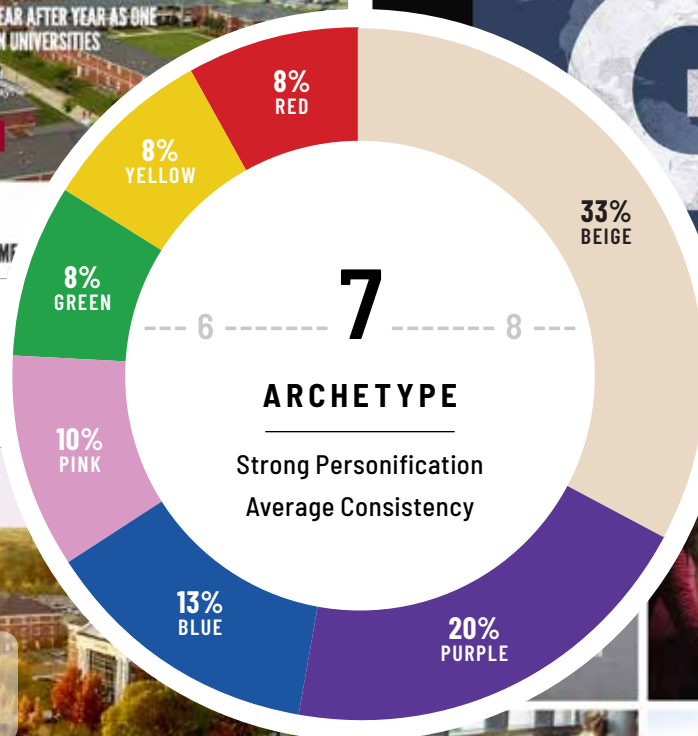 EAR AFTER YEAR AS ONE
UNIVERSITIES
8%
RED
8%
YELLOW
33%
BEIGE
8%
GREEN
6 7 8
ARCHETYPE
Strong Personification
Average Consistency
10%
PINK
13%
BLUE
20%
PURPLE